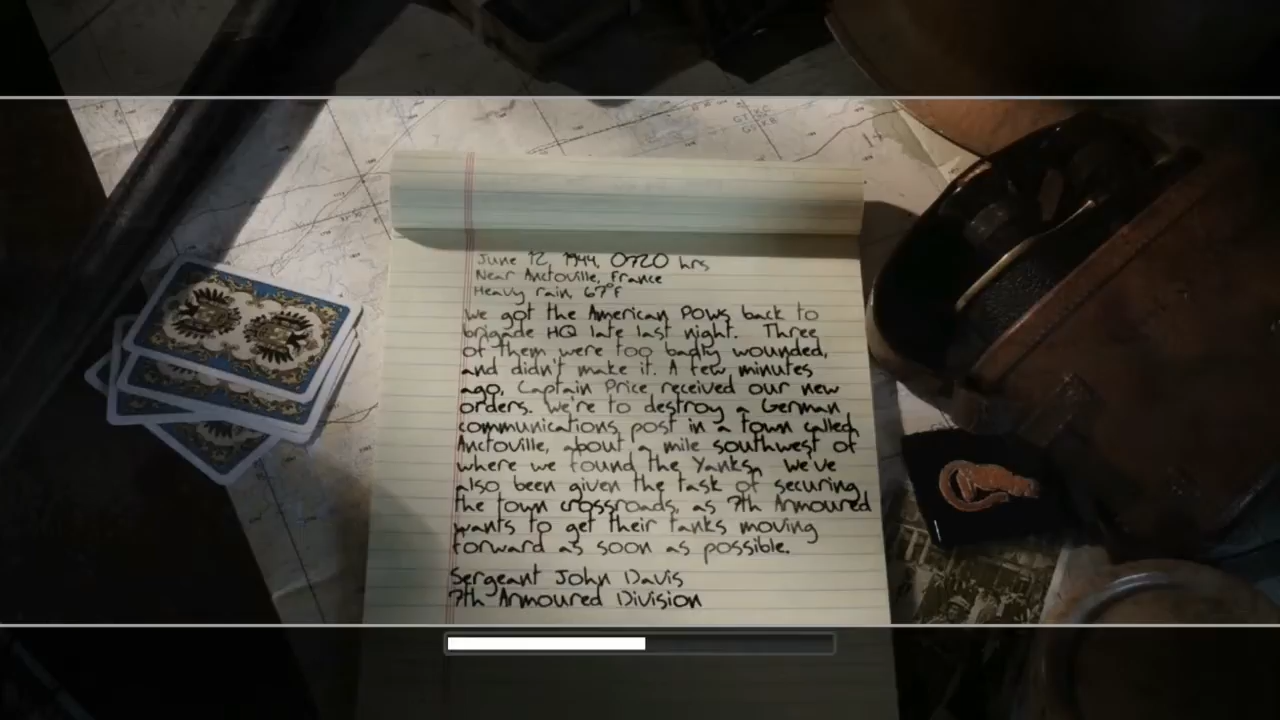 June 12, 1944, 0720 hrs
Near Anctoville, France
Heavy rain, 67°F
We got the American POWs back to
brigade HQ late last night. Three
of them were too badly wounded,
and didn't make it. A few minutes
ago, Captain Price received our new
orders. We're to destroy a German
communications post in a town called
Anctoville, about a mile southwest of
where we found the Yanks. We've
also been given the task of securing
the town crossroads, as 7th Armoured
wants to get their tanks moving
forward as soon as possible.
Sergeant John Davis
7th Armoured Division